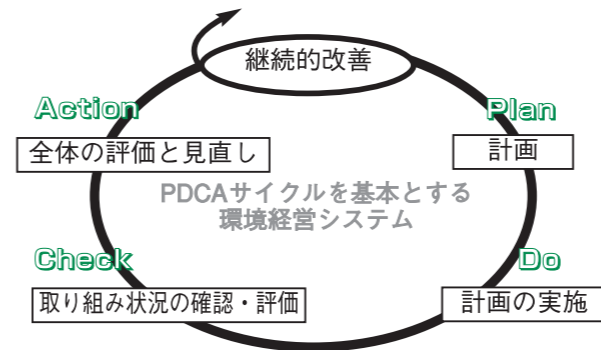 継続的改善
Action
Plan
全体の評価と見直し
計画
PDCAサイクルを基本とする
環境経営システム
Check
Do
取り組み状況の確認・評価
計画の実施